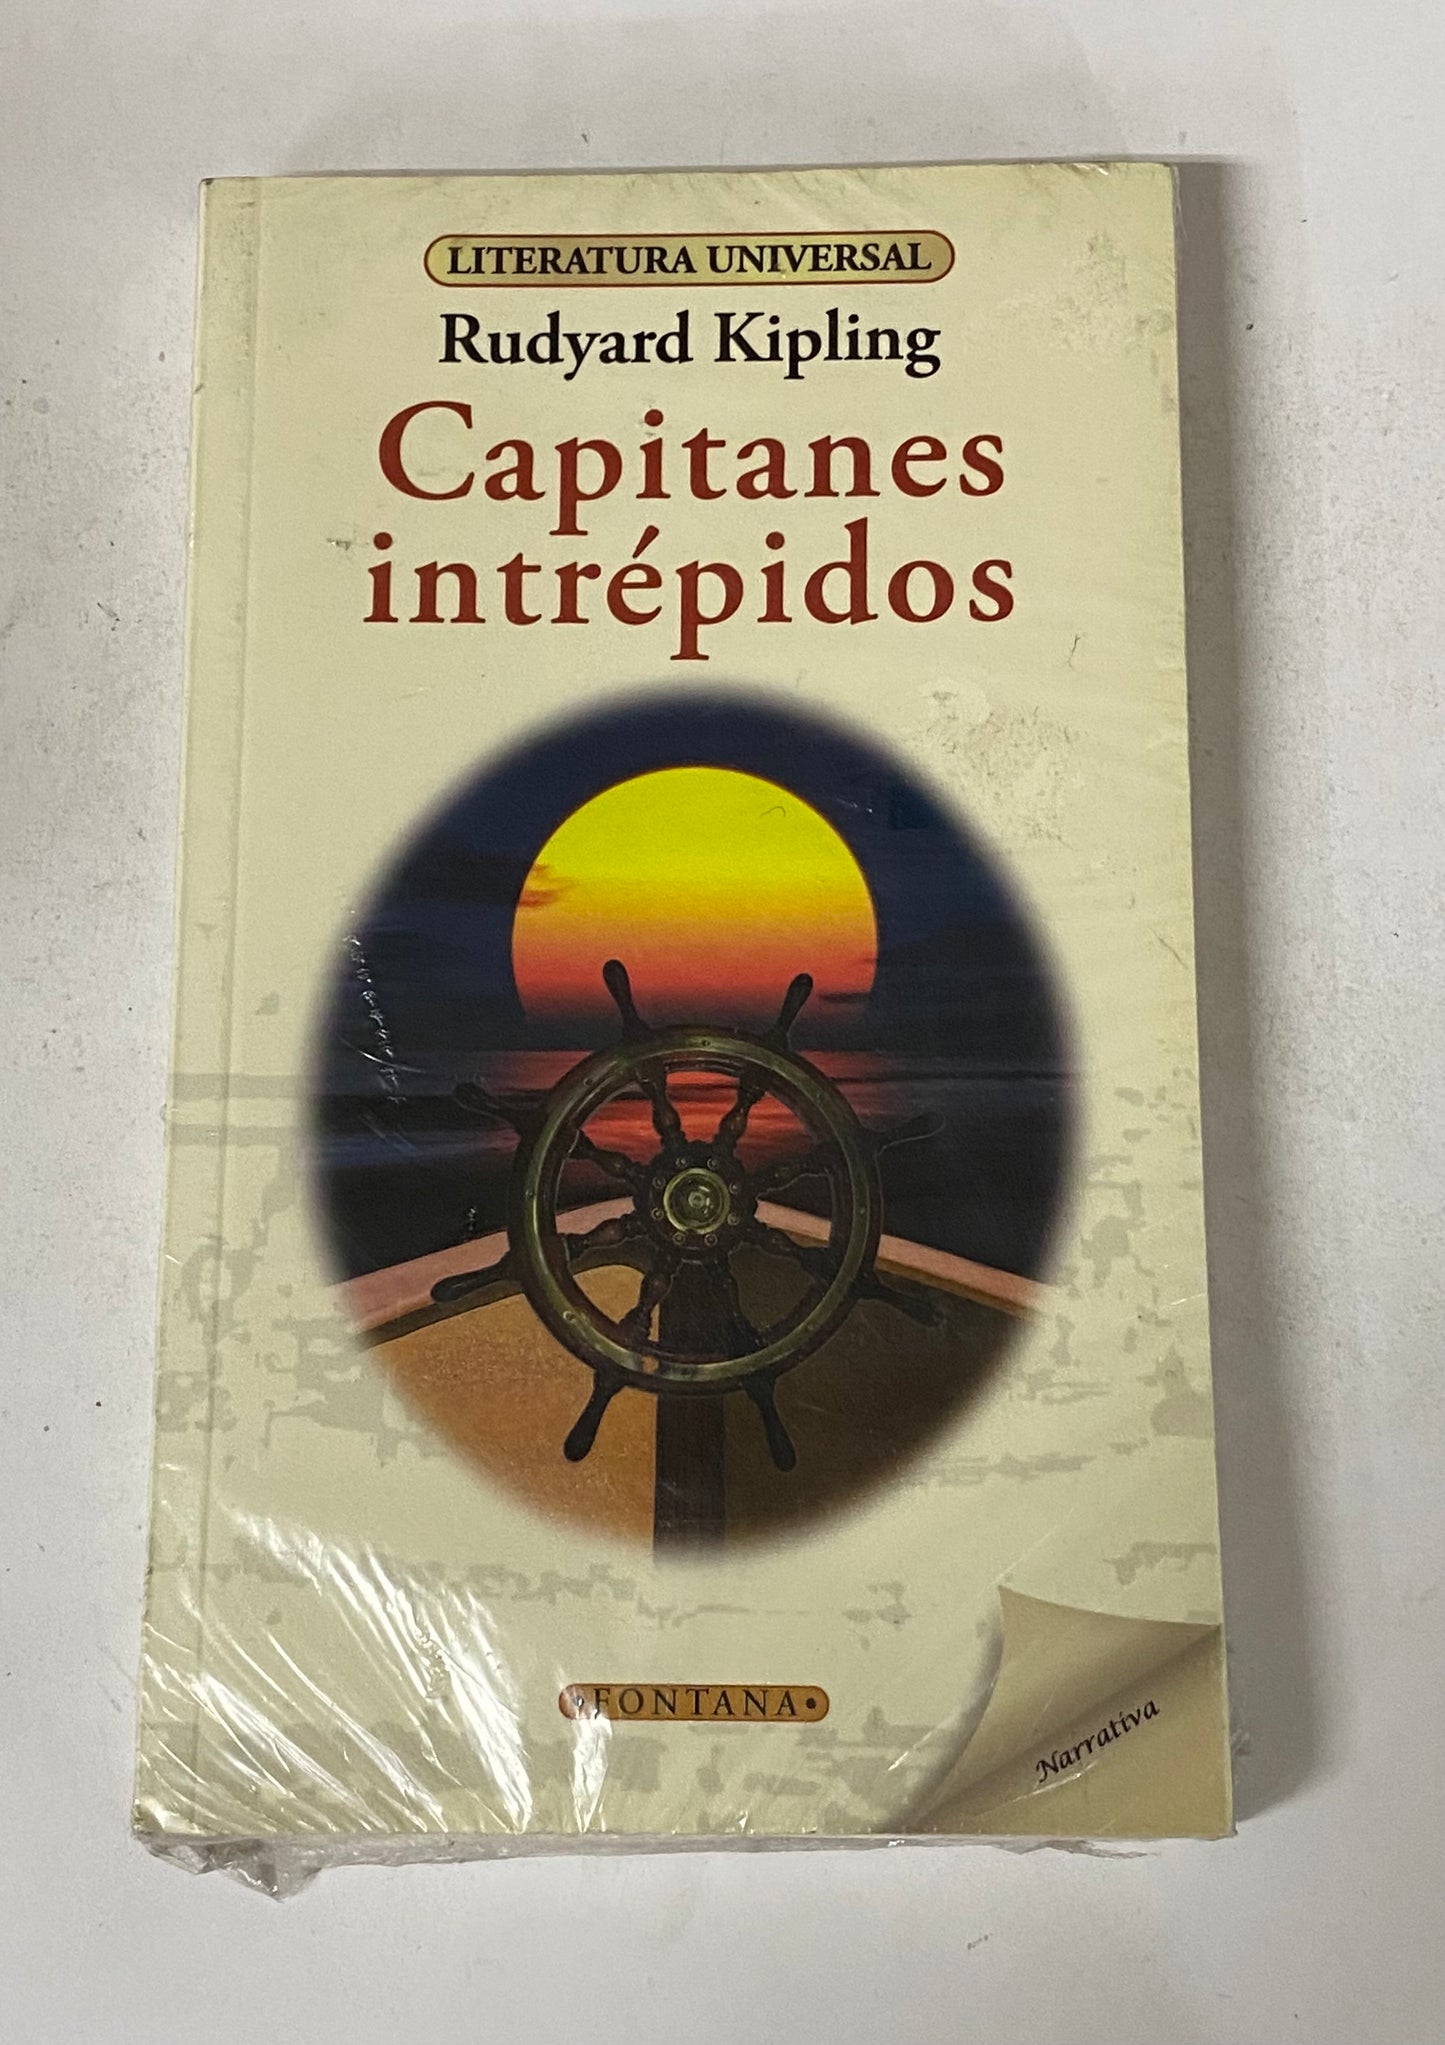 LITERATURA UNIVERSAL
Rudyard Kipling
Capitanes
intrépidos
•FONTANA•
Narrativa